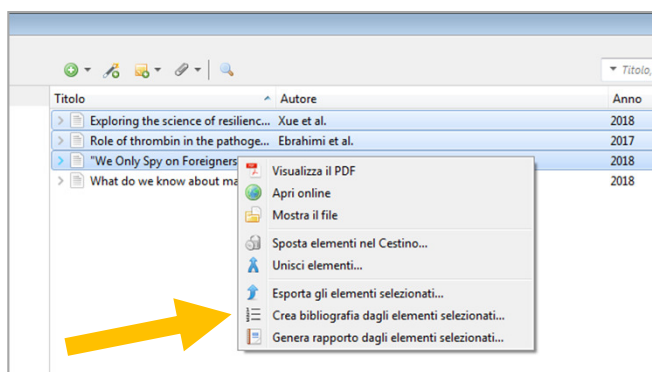 Titolo,
Titolo Autore Anno
Exploring the science of resilienc... Xue et al. 2018
Role of thrombin in the pathoge... Ebrahimi et al. 2017
"We Only Spy on Foreigners 2018
What do we know about ma 2018
Visualizza il PDF
Apri online
Mostra il file
Sposta elementi nel Cestino...
Unisci elementi...
Esporta gli elementi selezionati...
Crea bibliografia dagli elementi selezionati...
Genera rapporto dagli elementi selezionati...